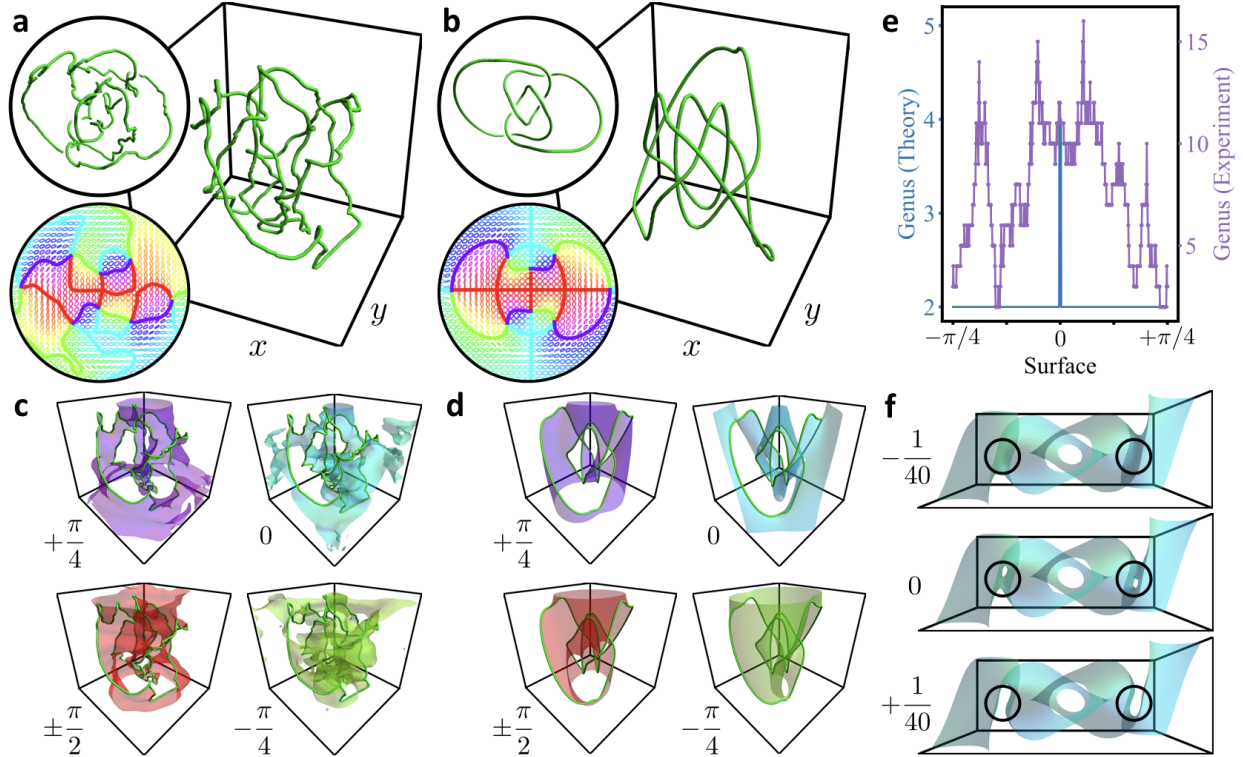 a
x
y
b
x
y
e
Genus (Theory)
5
4
3
2
Genus (Experiment)
15
10
5
−π/4
0
+π/4
Surface
c
+π/4
0
±π/2
−π/4
d
+π/4
0
±π/2
−π/4
f
−1/40
0
+1/40